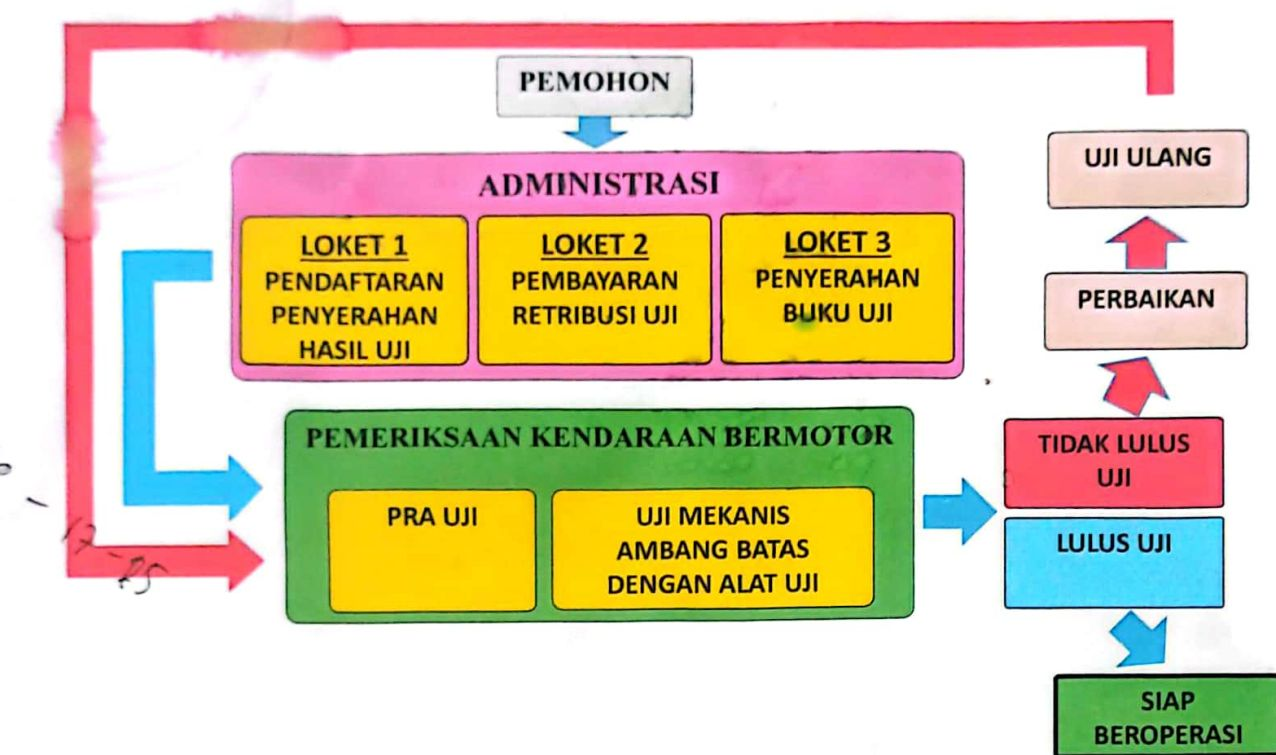 PEMOHON
ADMINISTRASI
LOKET 1
PENDAFTARAN
PENYERAHAN
HASIL UJI
LOKET 2
PEMBAYARAN
RETRIBUSI UJI
LOKET 3
PENYERAHAN
BUKU UJI
PEMERIKSAAN KENDARAAN BERMOTOR
PRA UJI
UJI MEKANIS
AMBANG BATAS
DENGAN ALAT UJI
UJI ULANG
PERBAIKAN
TIDAK LULUS
UJI
LULUS UJI
SIAP
BEROPERASI